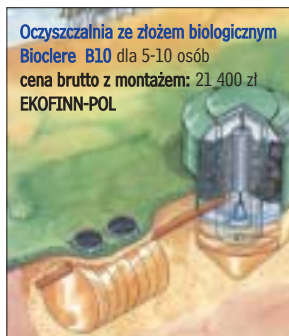 Oczyszczalnia ze złożem biologicznym
Bioclere B10 dla 5-10 osób
cena brutto z montażem: 21 400 zł
EKOFINN-POL